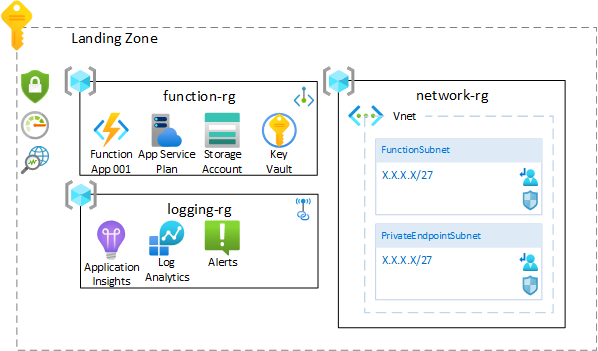 Landing Zone
function-rg
Function
App 001
App Service
Plan
Storage
Account
Key
Vault
logging-rg
Application
Insights
Log
Analytics
Alerts
network-rg
Vnet
FunctionSubnet
X.X.X.X/27
PrivateEndpointSubnet
X.X.X.X/27